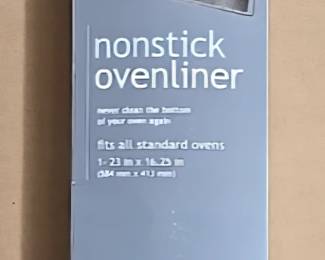 nonstick
ovenliner
never clean the bottom
of your oven again
fits all standard ovens
1- 23 in x 16.25 in
(584 mm x 413 mm)